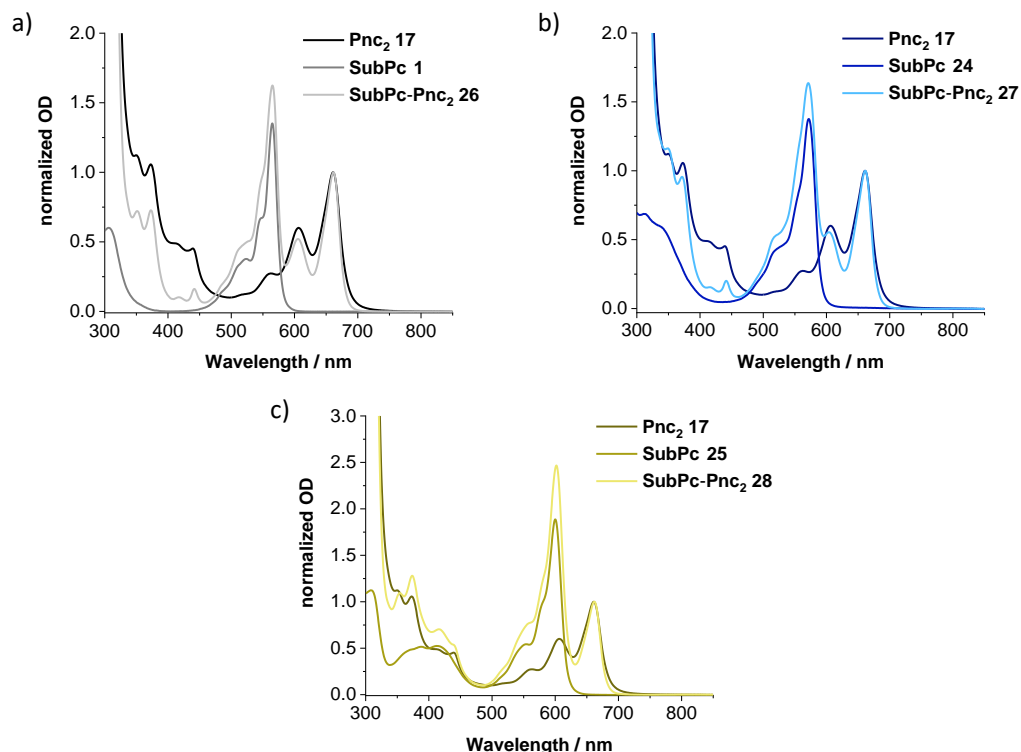 a)
normalized OD
2.0
1.5
1.0
0.5
0.0
Pnc₂ 17
SubPc 1
SubPc-Pnc₂ 26
300 400 500 600 700 800
Wavelength / nm
b)
normalized OD
2.0
1.5
1.0
0.5
0.0
Pnc₂ 17
SubPc 24
SubPc-Pnc₂ 27
300 400 500 600 700 800
Wavelength / nm
c)
normalized OD
3.0
2.5
2.0
1.5
1.0
0.5
0.0
Pnc₂ 17
SubPc 25
SubPc-Pnc₂ 28
300 400 500 600 700 800
Wavelength / nm